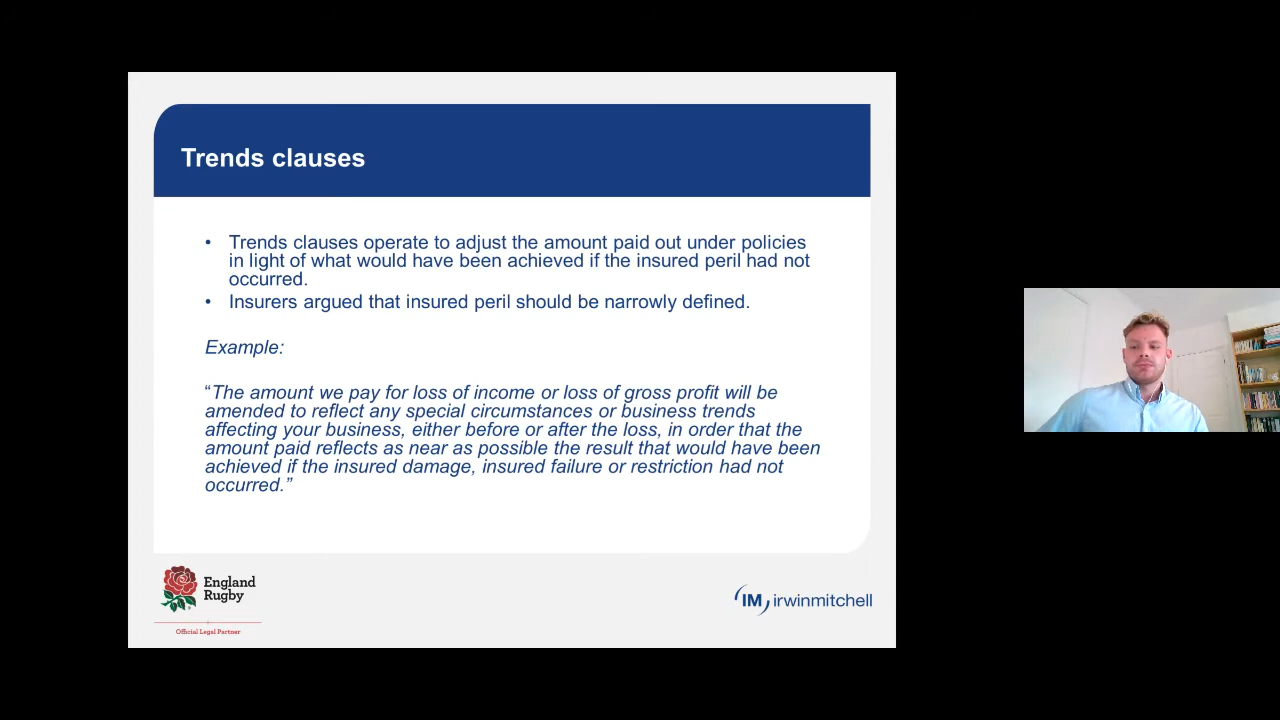 Trends clauses
• Trends clauses operate to adjust the amount paid out under policies
in light of what would have been achieved if the insured peril had not
occurred.
• Insurers argued that insured peril should be narrowly defined.
Example:
“The amount we pay for loss of income or loss of gross profit will be
amended to reflect any special circumstances or business trends
affecting your business, either before or after the loss, in order that the
amount paid reflects as near as possible the result that would have been
achieved if the insured damage, insured failure or restriction had not
occurred.”
England
Rugby
Official Legal Partner
IM irwinmitchell